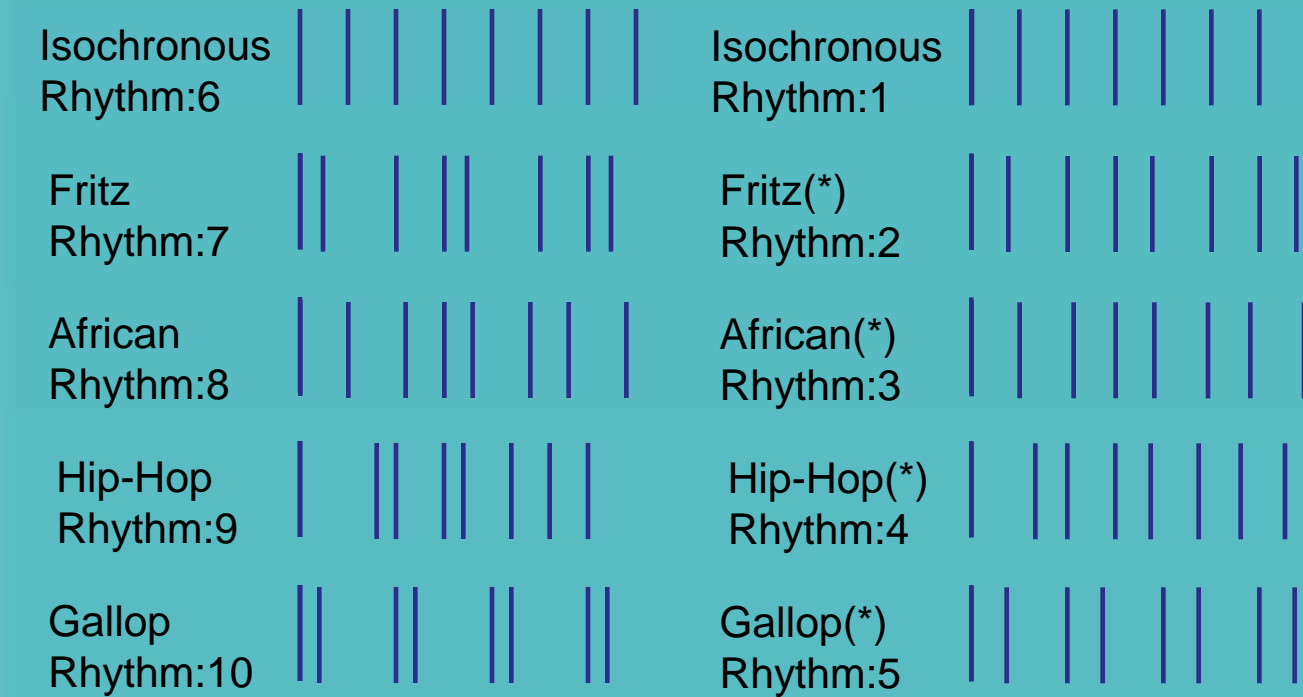 Isochronous
Rhythm:6
Isochronous
Rhythm:1
Fritz
Rhythm:7
Fritz(*)
Rhythm:2
African
Rhythm:8
African(*)
Rhythm:3
Hip-Hop
Rhythm:9
Hip-Hop(*)
Rhythm:4
Gallop
Rhythm:10
Gallop(*)
Rhythm:5